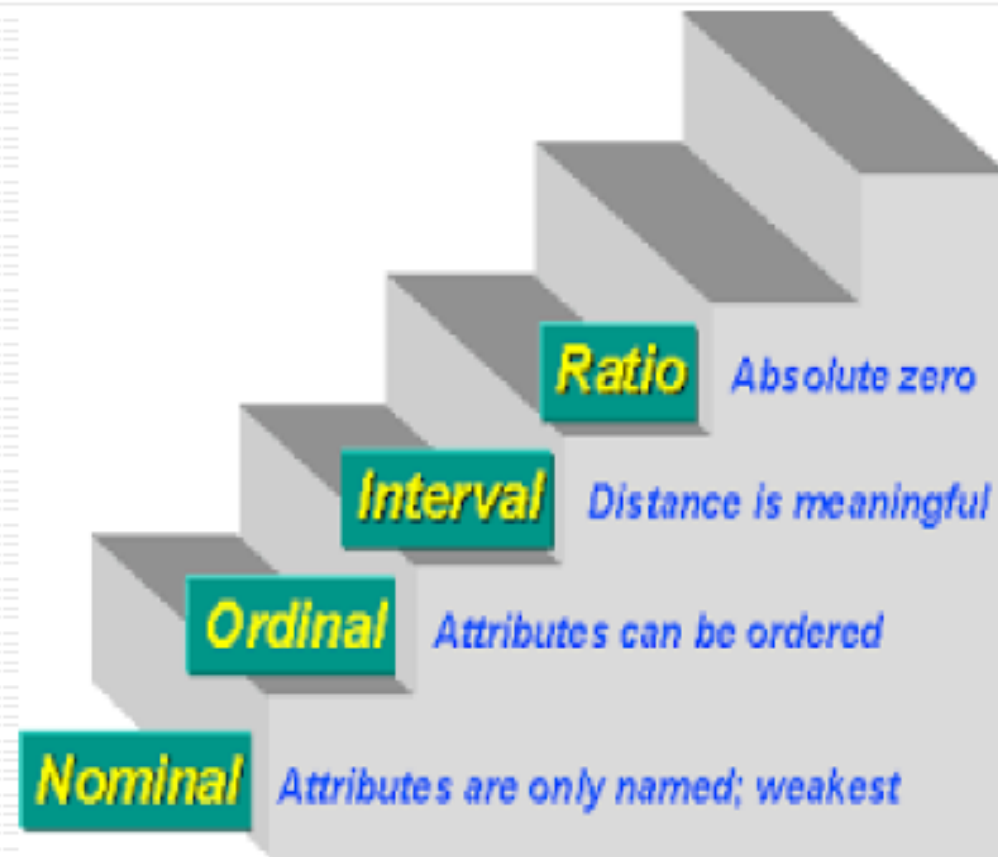 Ratio Absolute zero
Interval Distance is meaningful
Ordinal Attributes can be ordered
Nominal Attributes are only named; weakest